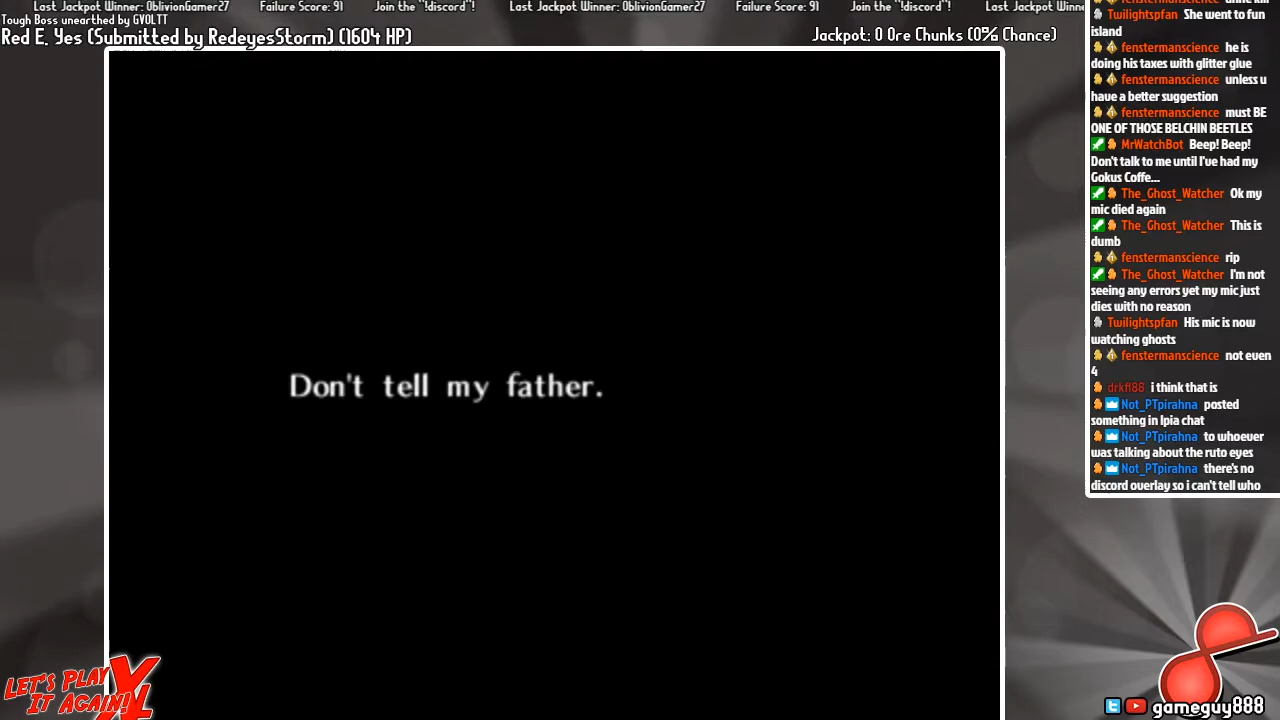 Last Jackpot Winner: OblivionGamer27 Failure Score: 91 Join the "!discord"! Last Jackpot Winner: OblivionGamer27 Failure Score: 91 Join the "!discord"! Last Jackpot Winne
Tough Boss unearthed by GVOLTT
Red E. Yes (Submitted by RedeyesStorm) (1604 HP)
Jackpot: 0 Ore Chunks (0% Chance)
Don't tell my father.
Twilightspfan She went to fun
island
fenstermanscience he is
doing his taxes with glitter glue
fenstermanscience unless u
have a better suggestion
fenstermanscience must BE
ONE OF THOSE BELCHIN BEETLES
MrWatchBot Beep! Beep!
Don't talk to me until I've had my
Gokus Coffe...
The_Ghost_Watcher Ok my
mic died again
The_Ghost_Watcher This is
dumb
fenstermanscience rip
The_Ghost_Watcher I'm not
seeing any errors yet my mic just
dies with no reason
Twilightspfan His mic is now
watching ghosts
fenstermanscience not even
4
drkfl88 i think that is
Not_PTpirahna posted
something in lpia chat
Not_PTpirahna to whoever
was talking about the ruto eyes
Not_PTpirahna there's no
discord overlay so i can't tell who
LET'S PLAY
IT AGAIN!
XL
gameguy888